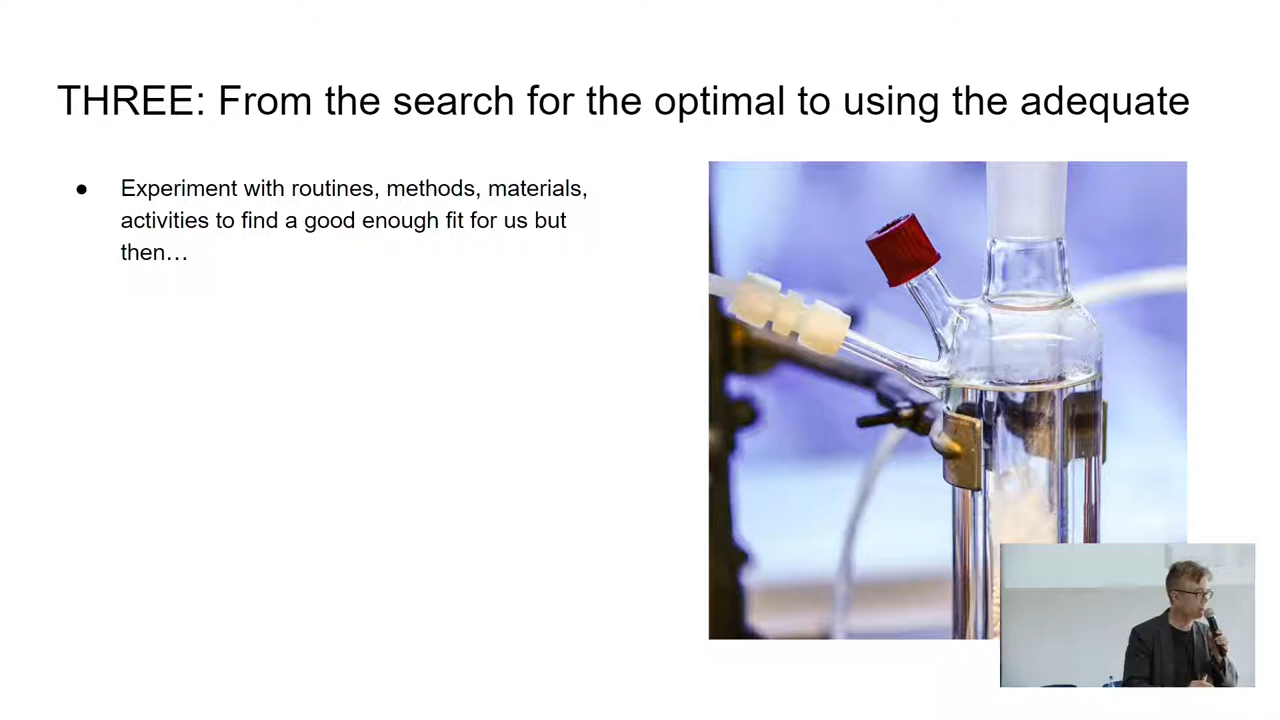 THREE: From the search for the optimal to using the adequate
● Experiment with routines, methods, materials,
activities to find a good enough fit for us but
then…